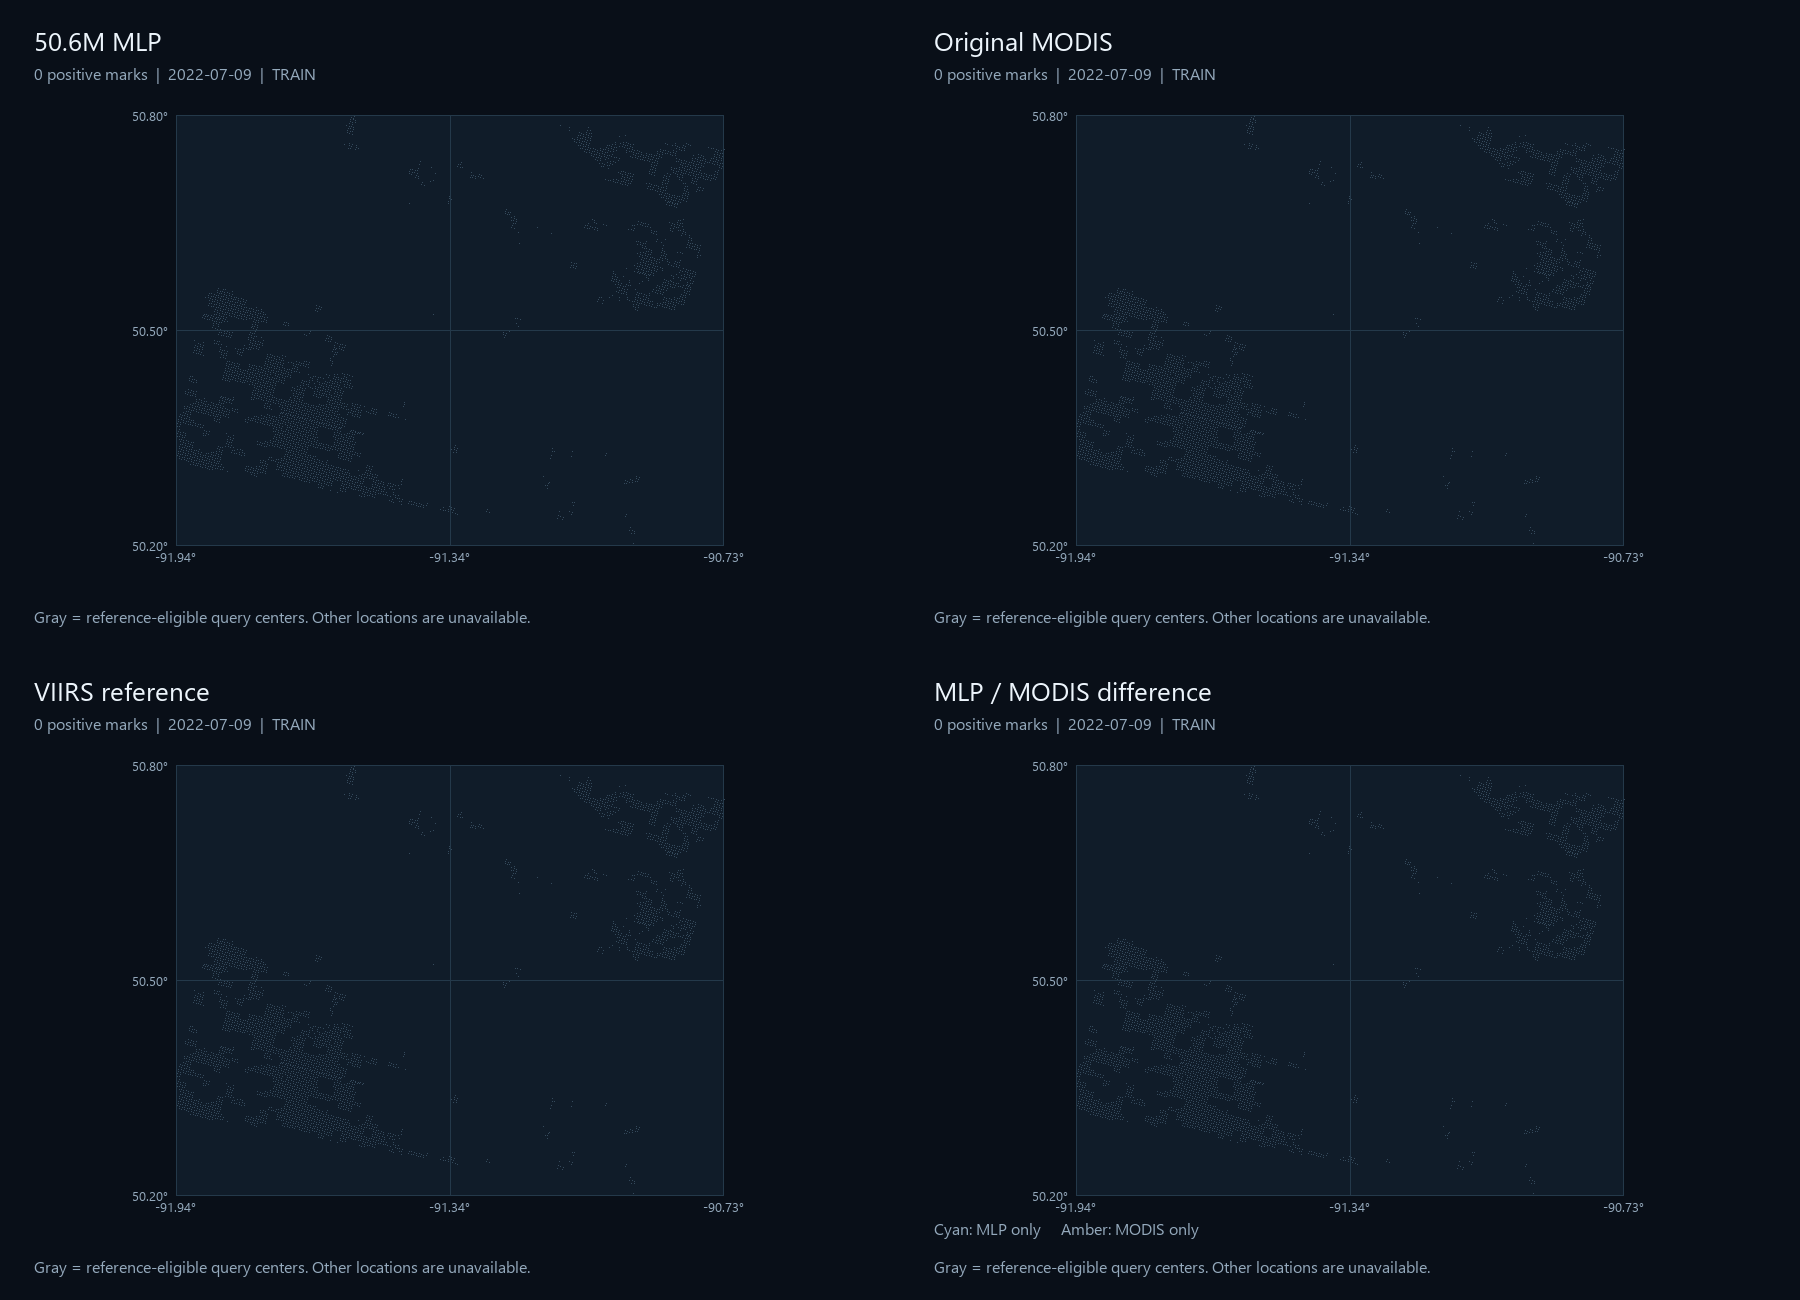 50.6M MLP
0 positive marks | 2022-07-09 | TRAIN
50.80°
50.50°
50.20°
-91.94°
-91.34°
-90.73°
Gray = reference-eligible query centers. Other locations are unavailable.
Original MODIS
0 positive marks | 2022-07-09 | TRAIN
50.80°
50.50°
50.20°
-91.94°
-91.34°
-90.73°
Gray = reference-eligible query centers. Other locations are unavailable.
VIIRS reference
0 positive marks | 2022-07-09 | TRAIN
50.80°
50.50°
50.20°
-91.94°
-91.34°
-90.73°
Gray = reference-eligible query centers. Other locations are unavailable.
MLP / MODIS difference
0 positive marks | 2022-07-09 | TRAIN
50.80°
50.50°
50.20°
-91.94°
-91.34°
-90.73°
Cyan: MLP only Amber: MODIS only
Gray = reference-eligible query centers. Other locations are unavailable.